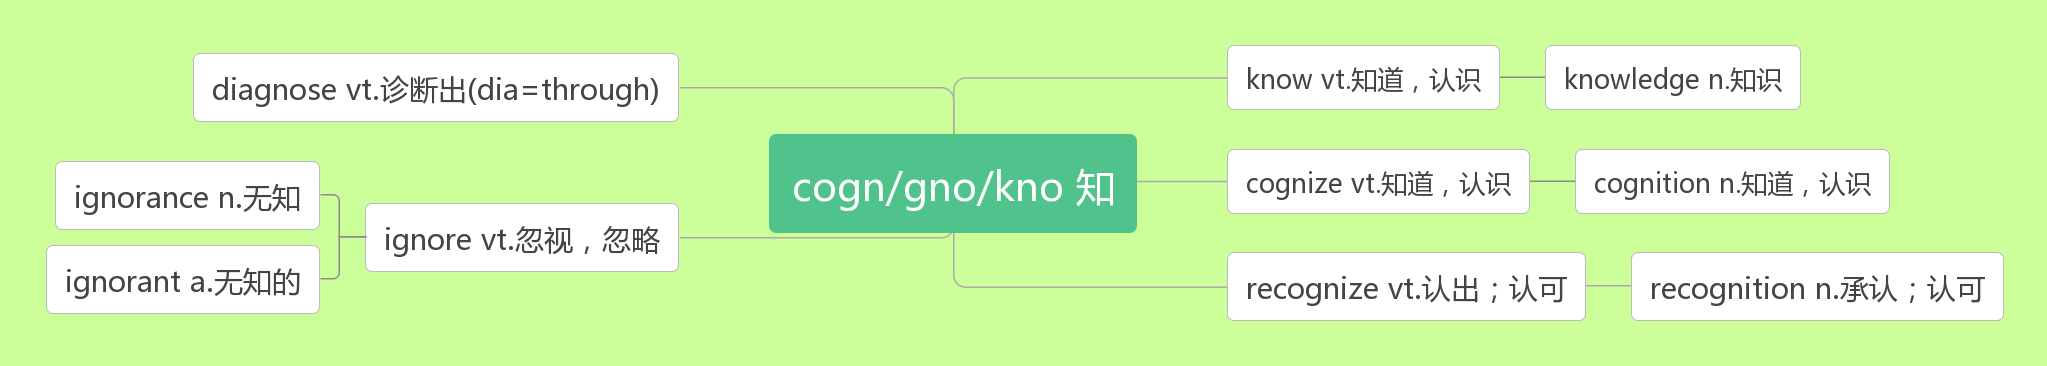 diagnose vt.诊断出(dia=through)
ignorance n.无知
ignorant a.无知的
ignore vt.忽视，忽略
cogn/gno/kno 知
know vt.知道，认识
knowledge n.知识
cognize vt.知道，认识
cognition n.知道，认识
recognize vt.认出；认可
recognition n.承认；认可